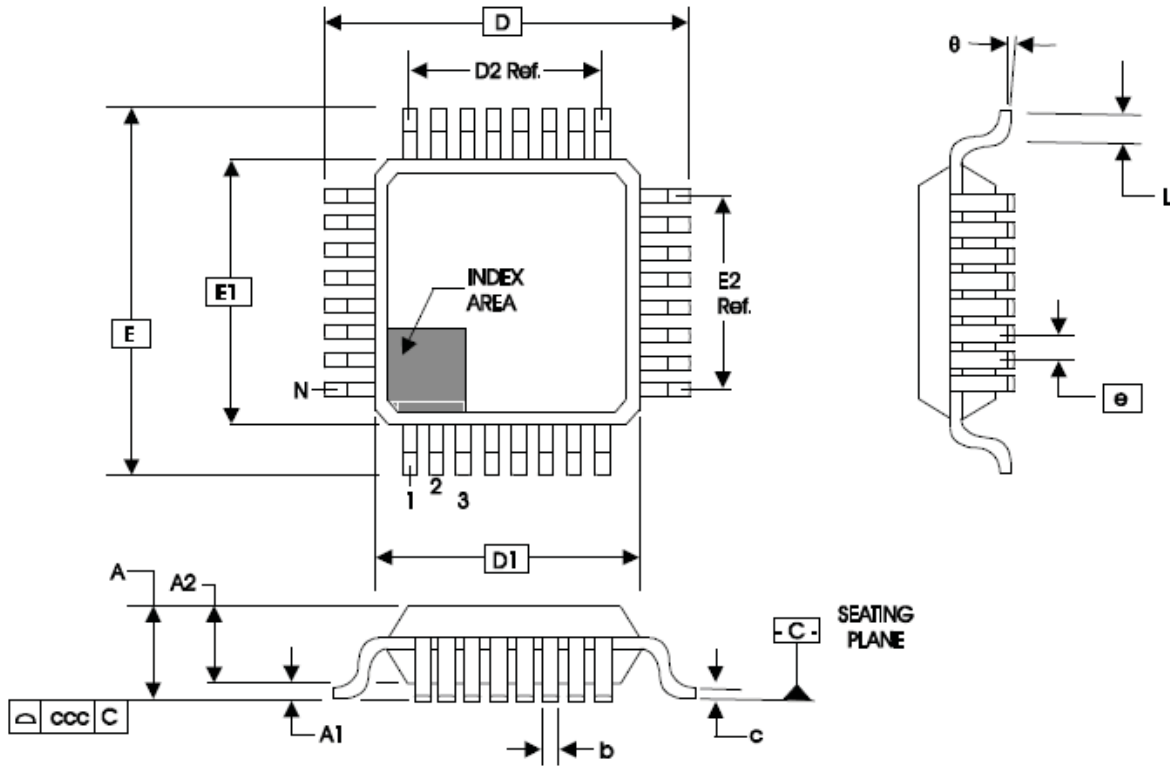 D
D2 Ref.
θ
L
E1
E
INDEX
AREA
E2
Ref.
N
e
1
2
3
D1
A
A2
- C -
SEATING
PLANE
ccc C
A1
b
c